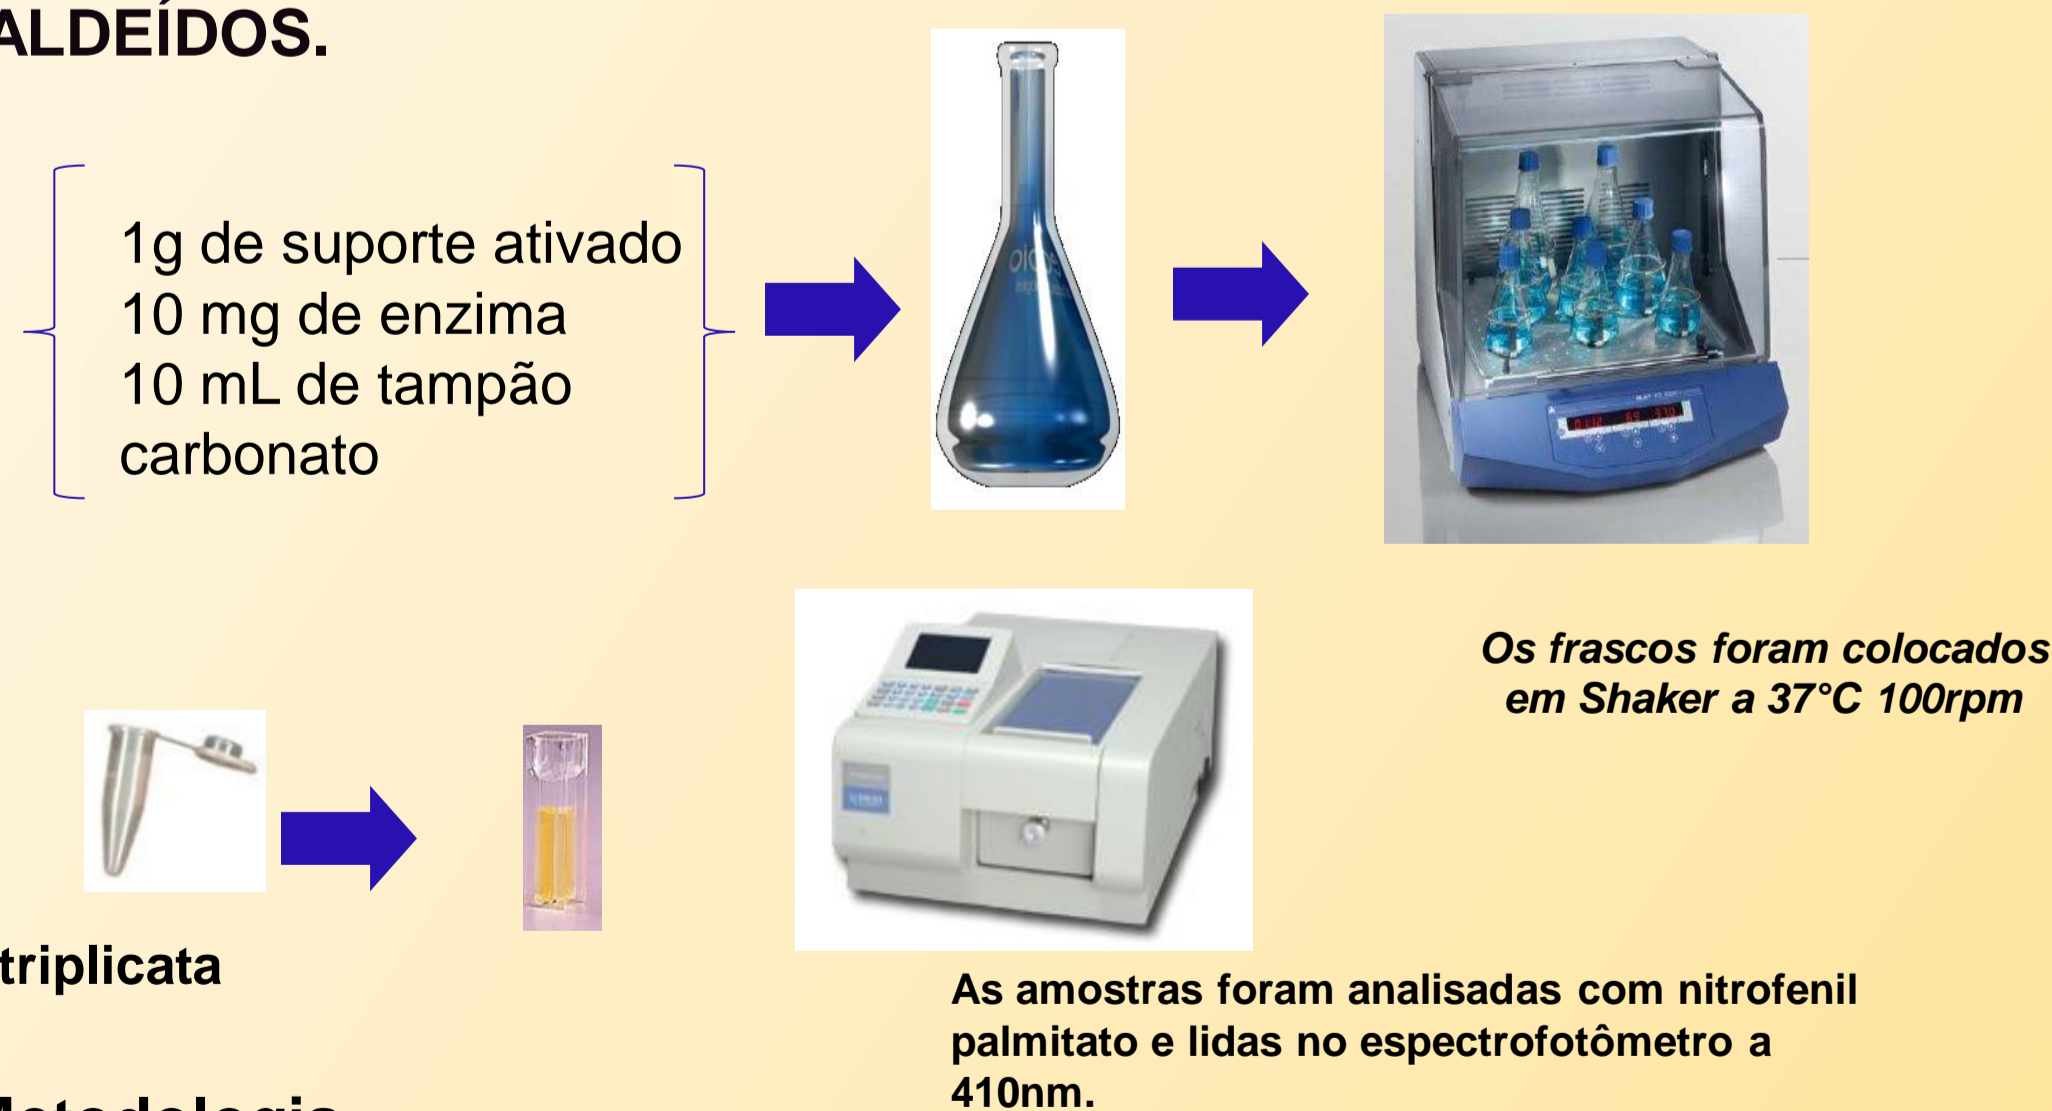 ALDEÍDOS.
1g de suporte ativado
10 mg de enzima
10 mL de tampão
carbonato
Os frascos foram colocados
em Shaker a 37°C 100rpm
triplicata
As amostras foram analisadas com nitrofenil
palmitato e lidas no espectrofotômetro a
410nm.
Metodologia